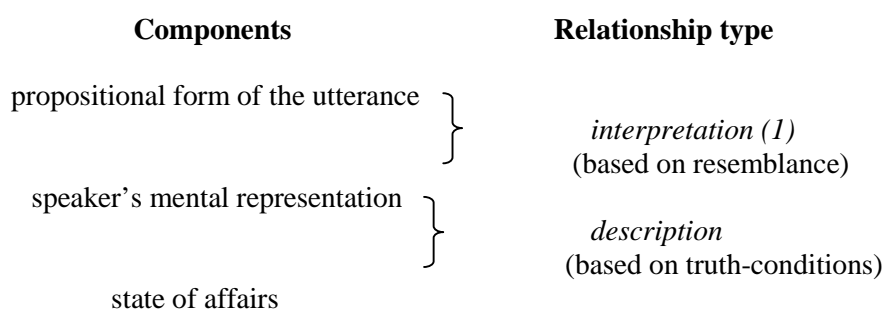 Components Relationship type
propositional form of the utterance
interpretation (1)
(based on resemblance)
speaker’s mental representation
description
(based on truth-conditions)
state of affairs